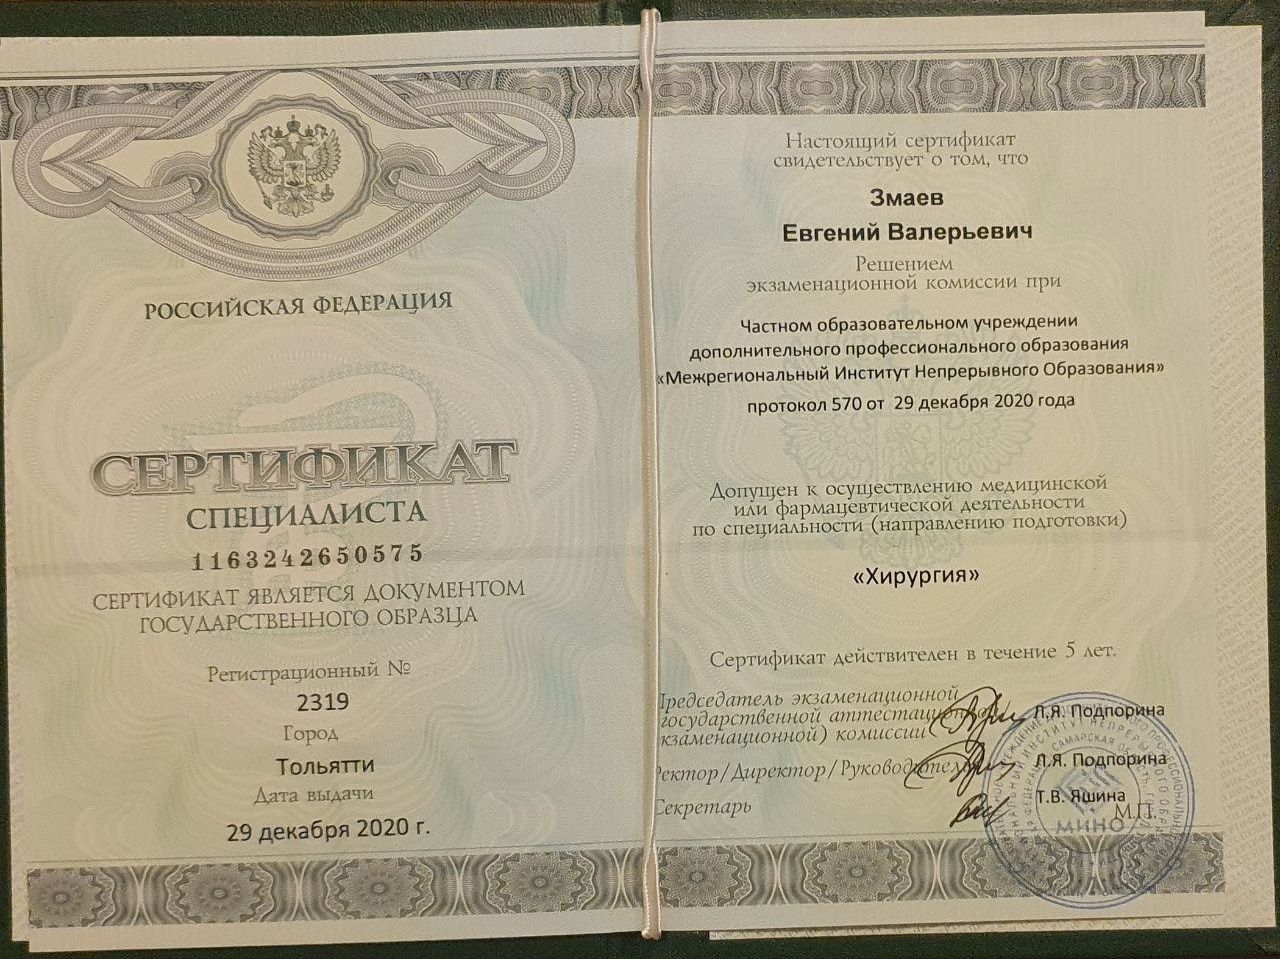 РОССИЙСКАЯ ФЕДЕРАЦИЯ
СЕРТИФИКАТ
СПЕЦИАЛИСТА
1163242650575
СЕРТИФИКАТ ЯВЛЯЕТСЯ ДОКУМЕНТОМ
ГОСУДАРСТВЕННОГО ОБРАЗЦА
Регистрационный №
2319
Город
Тольятти
Дата выдачи
29 декабря 2020 г.
Настоящий сертификат
свидетельствует о том, что
Змаев
Евгений Валерьевич
Решением
экзаменационной комиссии при
Частном образовательном учреждении
дополнительного профессионального образования
«Межрегиональный Институт Непрерывного Образования»
протокол 570 от 29 декабря 2020 года
Допущен к осуществлению медицинской
или фармацевтической деятельности
по специальности (направлению подготовки)
«Хирургия»
Сертификат действителен в течение 5 лет.
Председатель экзаменационной
государственной аттестационной
экзаменационной) комиссии
Л.Я. Подпорина
Ректор/Директор/Руководитель
Л.Я. Подпорина
Секретарь
Т.В. Яшина
М.П.
МИНО